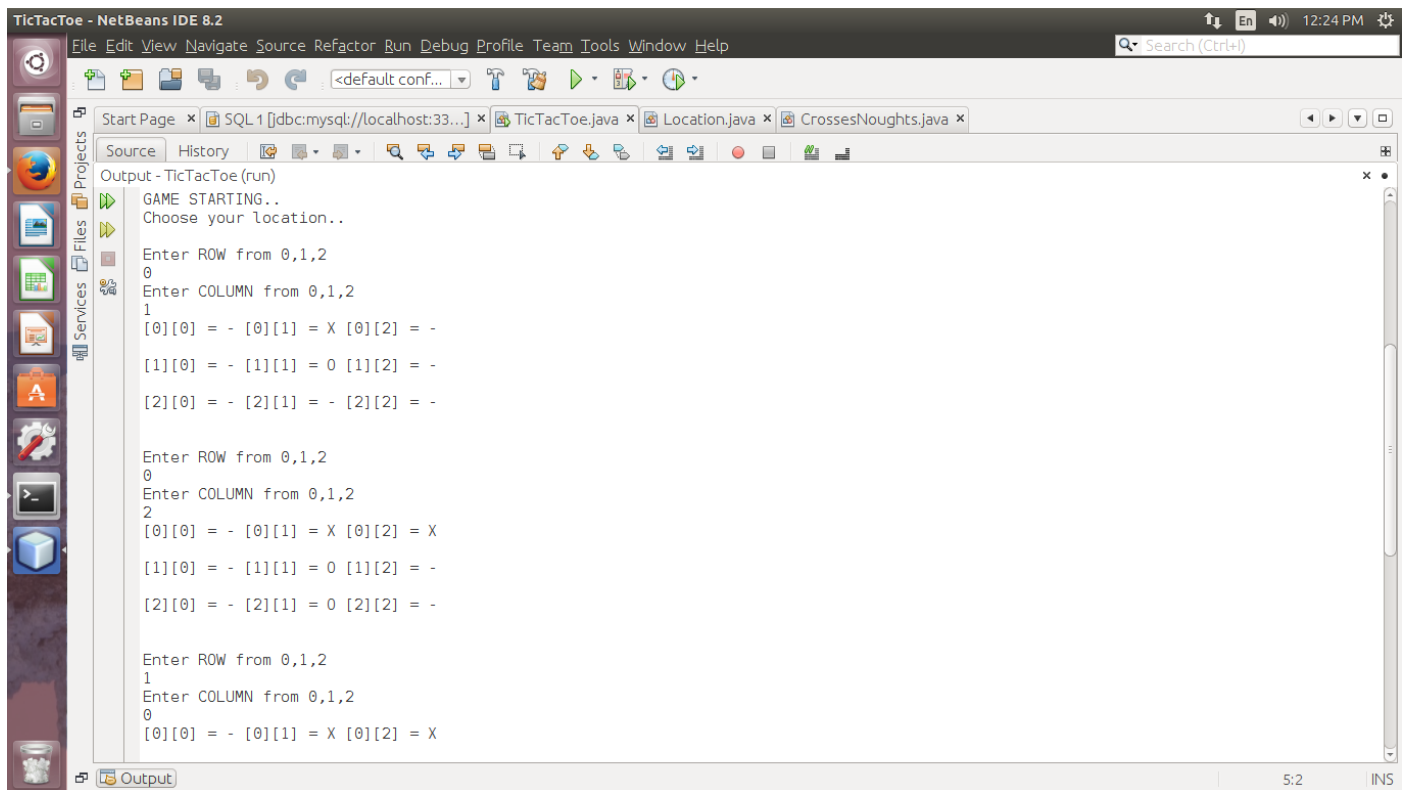 TicTacToe - NetBeans IDE 8.2
En
12:24 PM
File Edit View Navigate Source Refactor Run Debug Profile Team Tools Window Help
Search (Ctrl+I)
<default conf...
Start Page
SQL 1 [jdbc:mysql://localhost:33...]
TicTacToe.java
Location.java
CrossesNoughts.java
Projects
Files
Services
Source History
Output - TicTacToe (run)
GAME STARTING..
Choose your location..
Enter ROW from 0,1,2
0
Enter COLUMN from 0,1,2
1
[0][0] = - [0][1] = X [0][2] = -
[1][0] = - [1][1] = O [1][2] = -
[2][0] = - [2][1] = - [2][2] = -
Enter ROW from 0,1,2
0
Enter COLUMN from 0,1,2
2
[0][0] = - [0][1] = X [0][2] = X
[1][0] = - [1][1] = O [1][2] = -
[2][0] = - [2][1] = O [2][2] = -
Enter ROW from 0,1,2
1
Enter COLUMN from 0,1,2
0
[0][0] = - [0][1] = X [0][2] = X
Output
5:2
INS